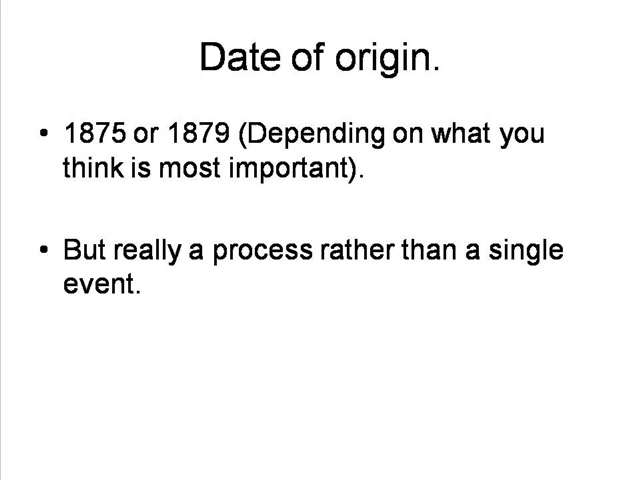 Date of origin.
• 1875 or 1879 (Depending on what you
think is most important).
• But really a process rather than a single
event.